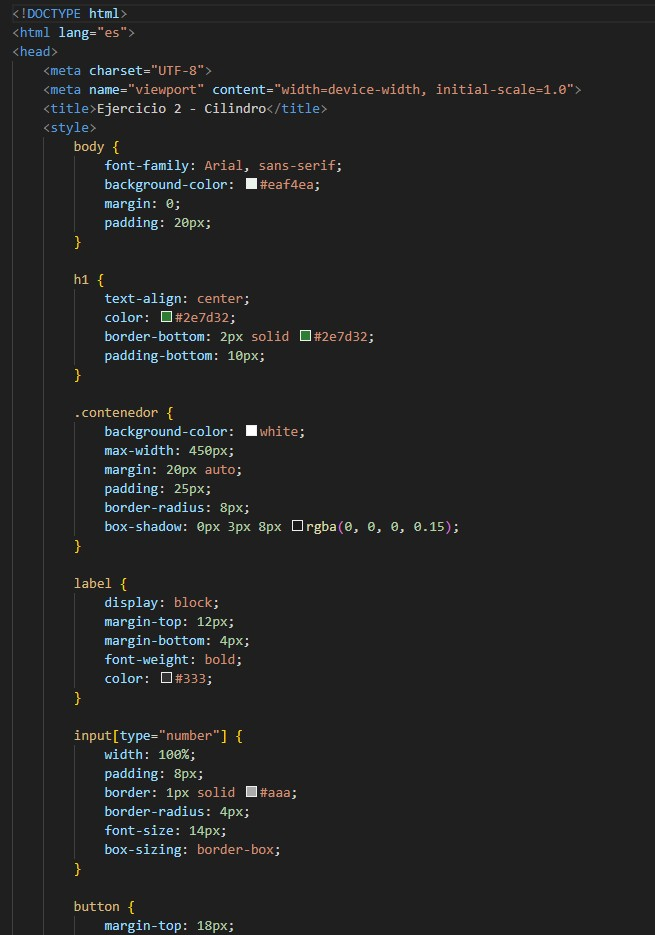 <!DOCTYPE html>
<html lang="es">
<head>
    <meta charset="UTF-8">
    <meta name="viewport" content="width=device-width, initial-scale=1.0">
    <title>Ejercicio 2 - Cilindro</title>
    <style>
        body {
            font-family: Arial, sans-serif;
            background-color: #eaf4ea;
            margin: 0;
            padding: 20px;
        }

        h1 {
            text-align: center;
            color: #2e7d32;
            border-bottom: 2px solid #2e7d32;
            padding-bottom: 10px;
        }

        .contenedor {
            background-color: white;
            max-width: 450px;
            margin: 20px auto;
            padding: 25px;
            border-radius: 8px;
            box-shadow: 0px 3px 8px rgba(0, 0, 0, 0.15);
        }

        label {
            display: block;
            margin-top: 12px;
            margin-bottom: 4px;
            font-weight: bold;
            color: #333;
        }

        input[type="number"] {
            width: 100%;
            padding: 8px;
            border: 1px solid #aaa;
            border-radius: 4px;
            font-size: 14px;
            box-sizing: border-box;
        }

        button {
            margin-top: 18px;